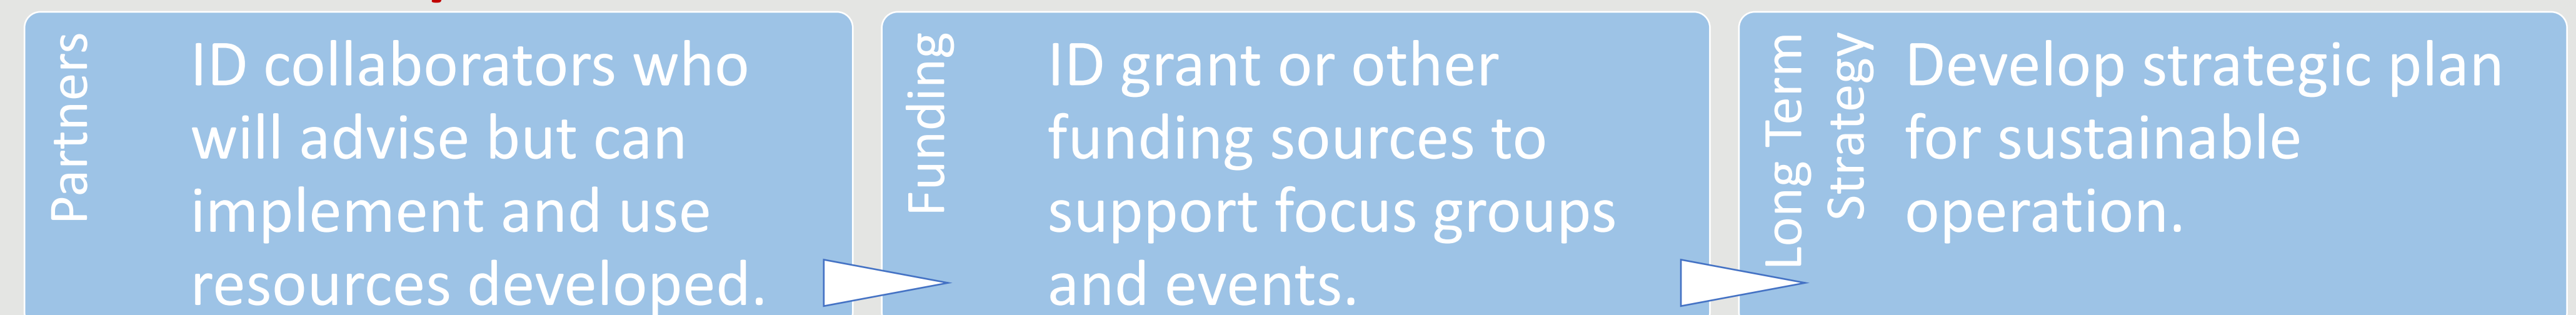 Partners
ID collaborators who
will advise but can
implement and use
resources developed.
Funding
ID grant or other
funding sources to
support focus groups
and events.
Long Term
Strategy
Develop strategic plan
for sustainable
operation.